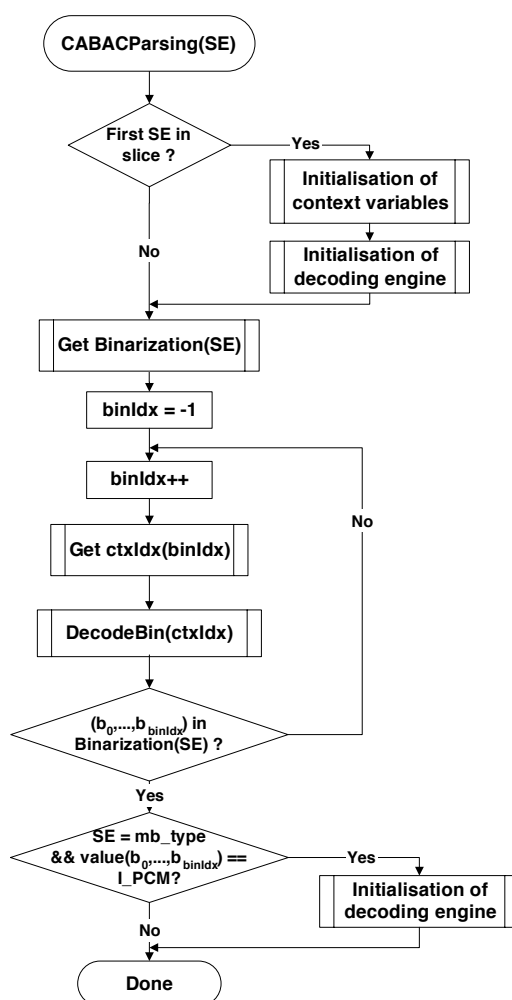 CABACParsing(SE)
First SE in
slice ?
Yes
Initialisation of
context variables
No
Initialisation of
decoding engine
Get Binarization(SE)
binIdx = -1
binIdx++
No
Get ctxIdx(binIdx)
DecodeBin(ctxIdx)
(b0,...,bbinIdx) in
Binarization(SE) ?
Yes
SE = mb_type
&& value(b0,...,bbinIdx) ==
I_PCM?
Yes
Initialisation of
decoding engine
No
Done